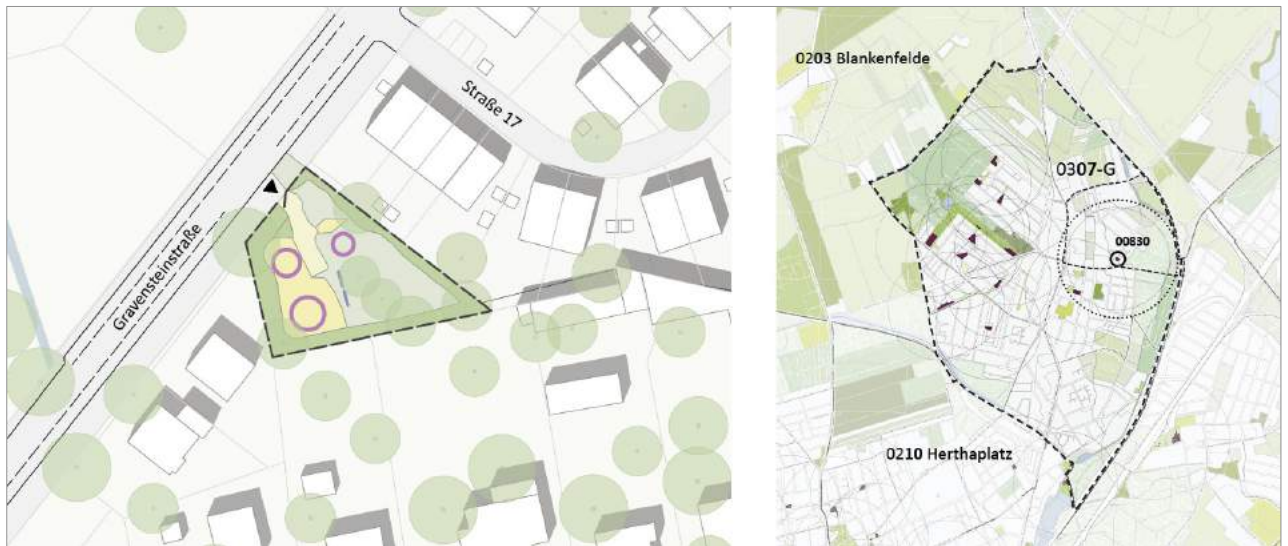 Straße 17
Gravensteinstraße
0203 Blankenfelde
0307-G
00830
0210 Herthaplatz